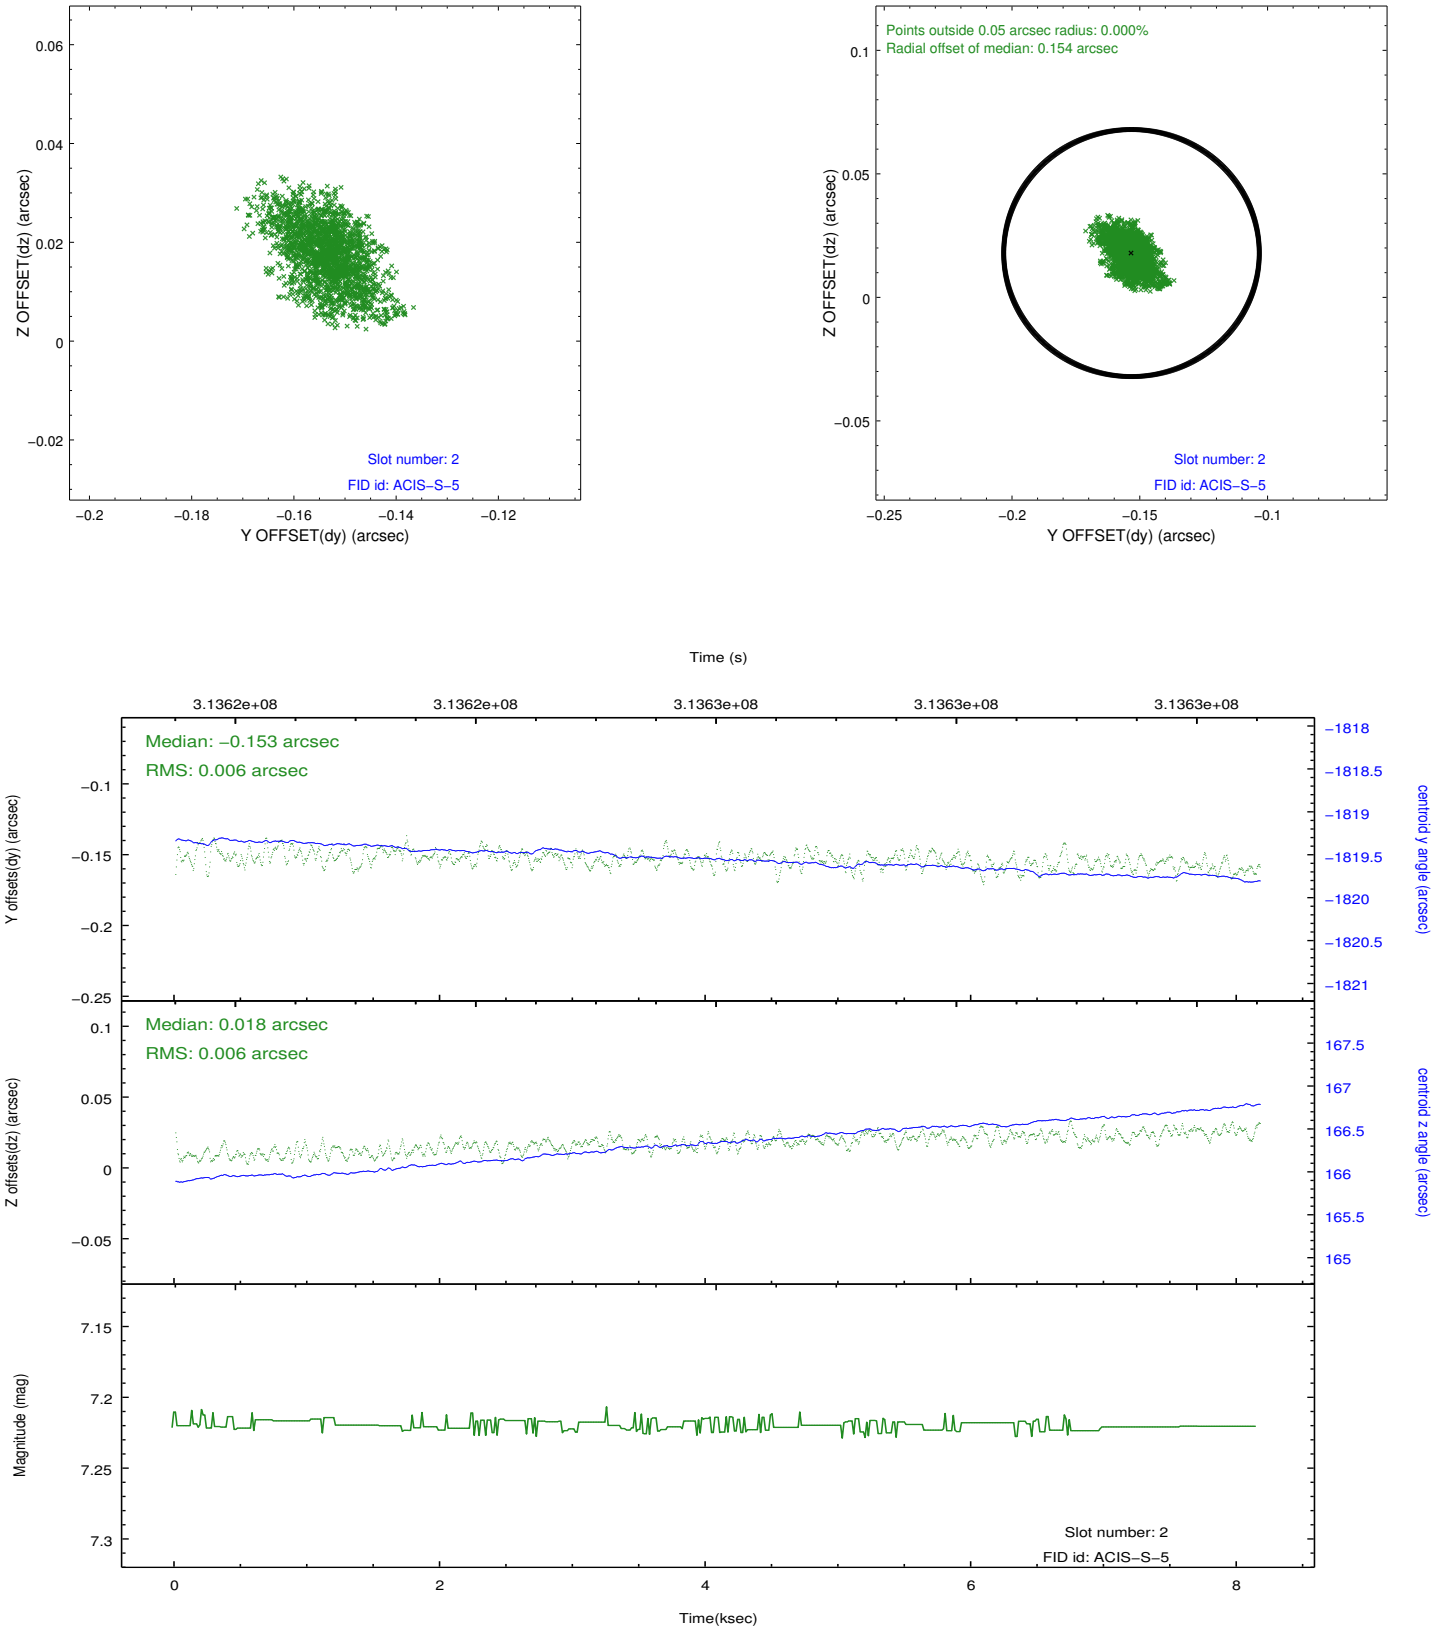 0.06
0.04
0.02
0
−0.02
Z OFFSET(dz) (arcsec)
Slot number: 2
FID id: ACIS−S−5
−0.2
−0.18
−0.16
−0.14
−0.12
Y OFFSET(dy) (arcsec)
Points outside 0.05 arcsec radius: 0.000%
Radial offset of median: 0.154 arcsec
0.1
0.05
0
−0.05
Z OFFSET(dz) (arcsec)
Slot number: 2
FID id: ACIS−S−5
−0.25
−0.2
−0.15
−0.1
Y OFFSET(dy) (arcsec)
Time (s)
3.1362e+08
3.1362e+08
3.1363e+08
3.1363e+08
3.1363e+08
Median: −0.153 arcsec
RMS: 0.006 arcsec
−0.1
−0.15
−0.2
−0.25
Y offsets(dy) (arcsec)
−1818
−1818.5
−1819
−1819.5
−1820
−1820.5
−1821
centroid y angle (arcsec)
Median: 0.018 arcsec
RMS: 0.006 arcsec
0.1
0.05
0
−0.05
Z offsets(dz) (arcsec)
167.5
167
166.5
166
165.5
165
centroid z angle (arcsec)
7.15
7.2
7.25
7.3
Magnitude (mag)
Slot number: 2
FID id: ACIS−S−5
0
2
4
6
8
Time(ksec)